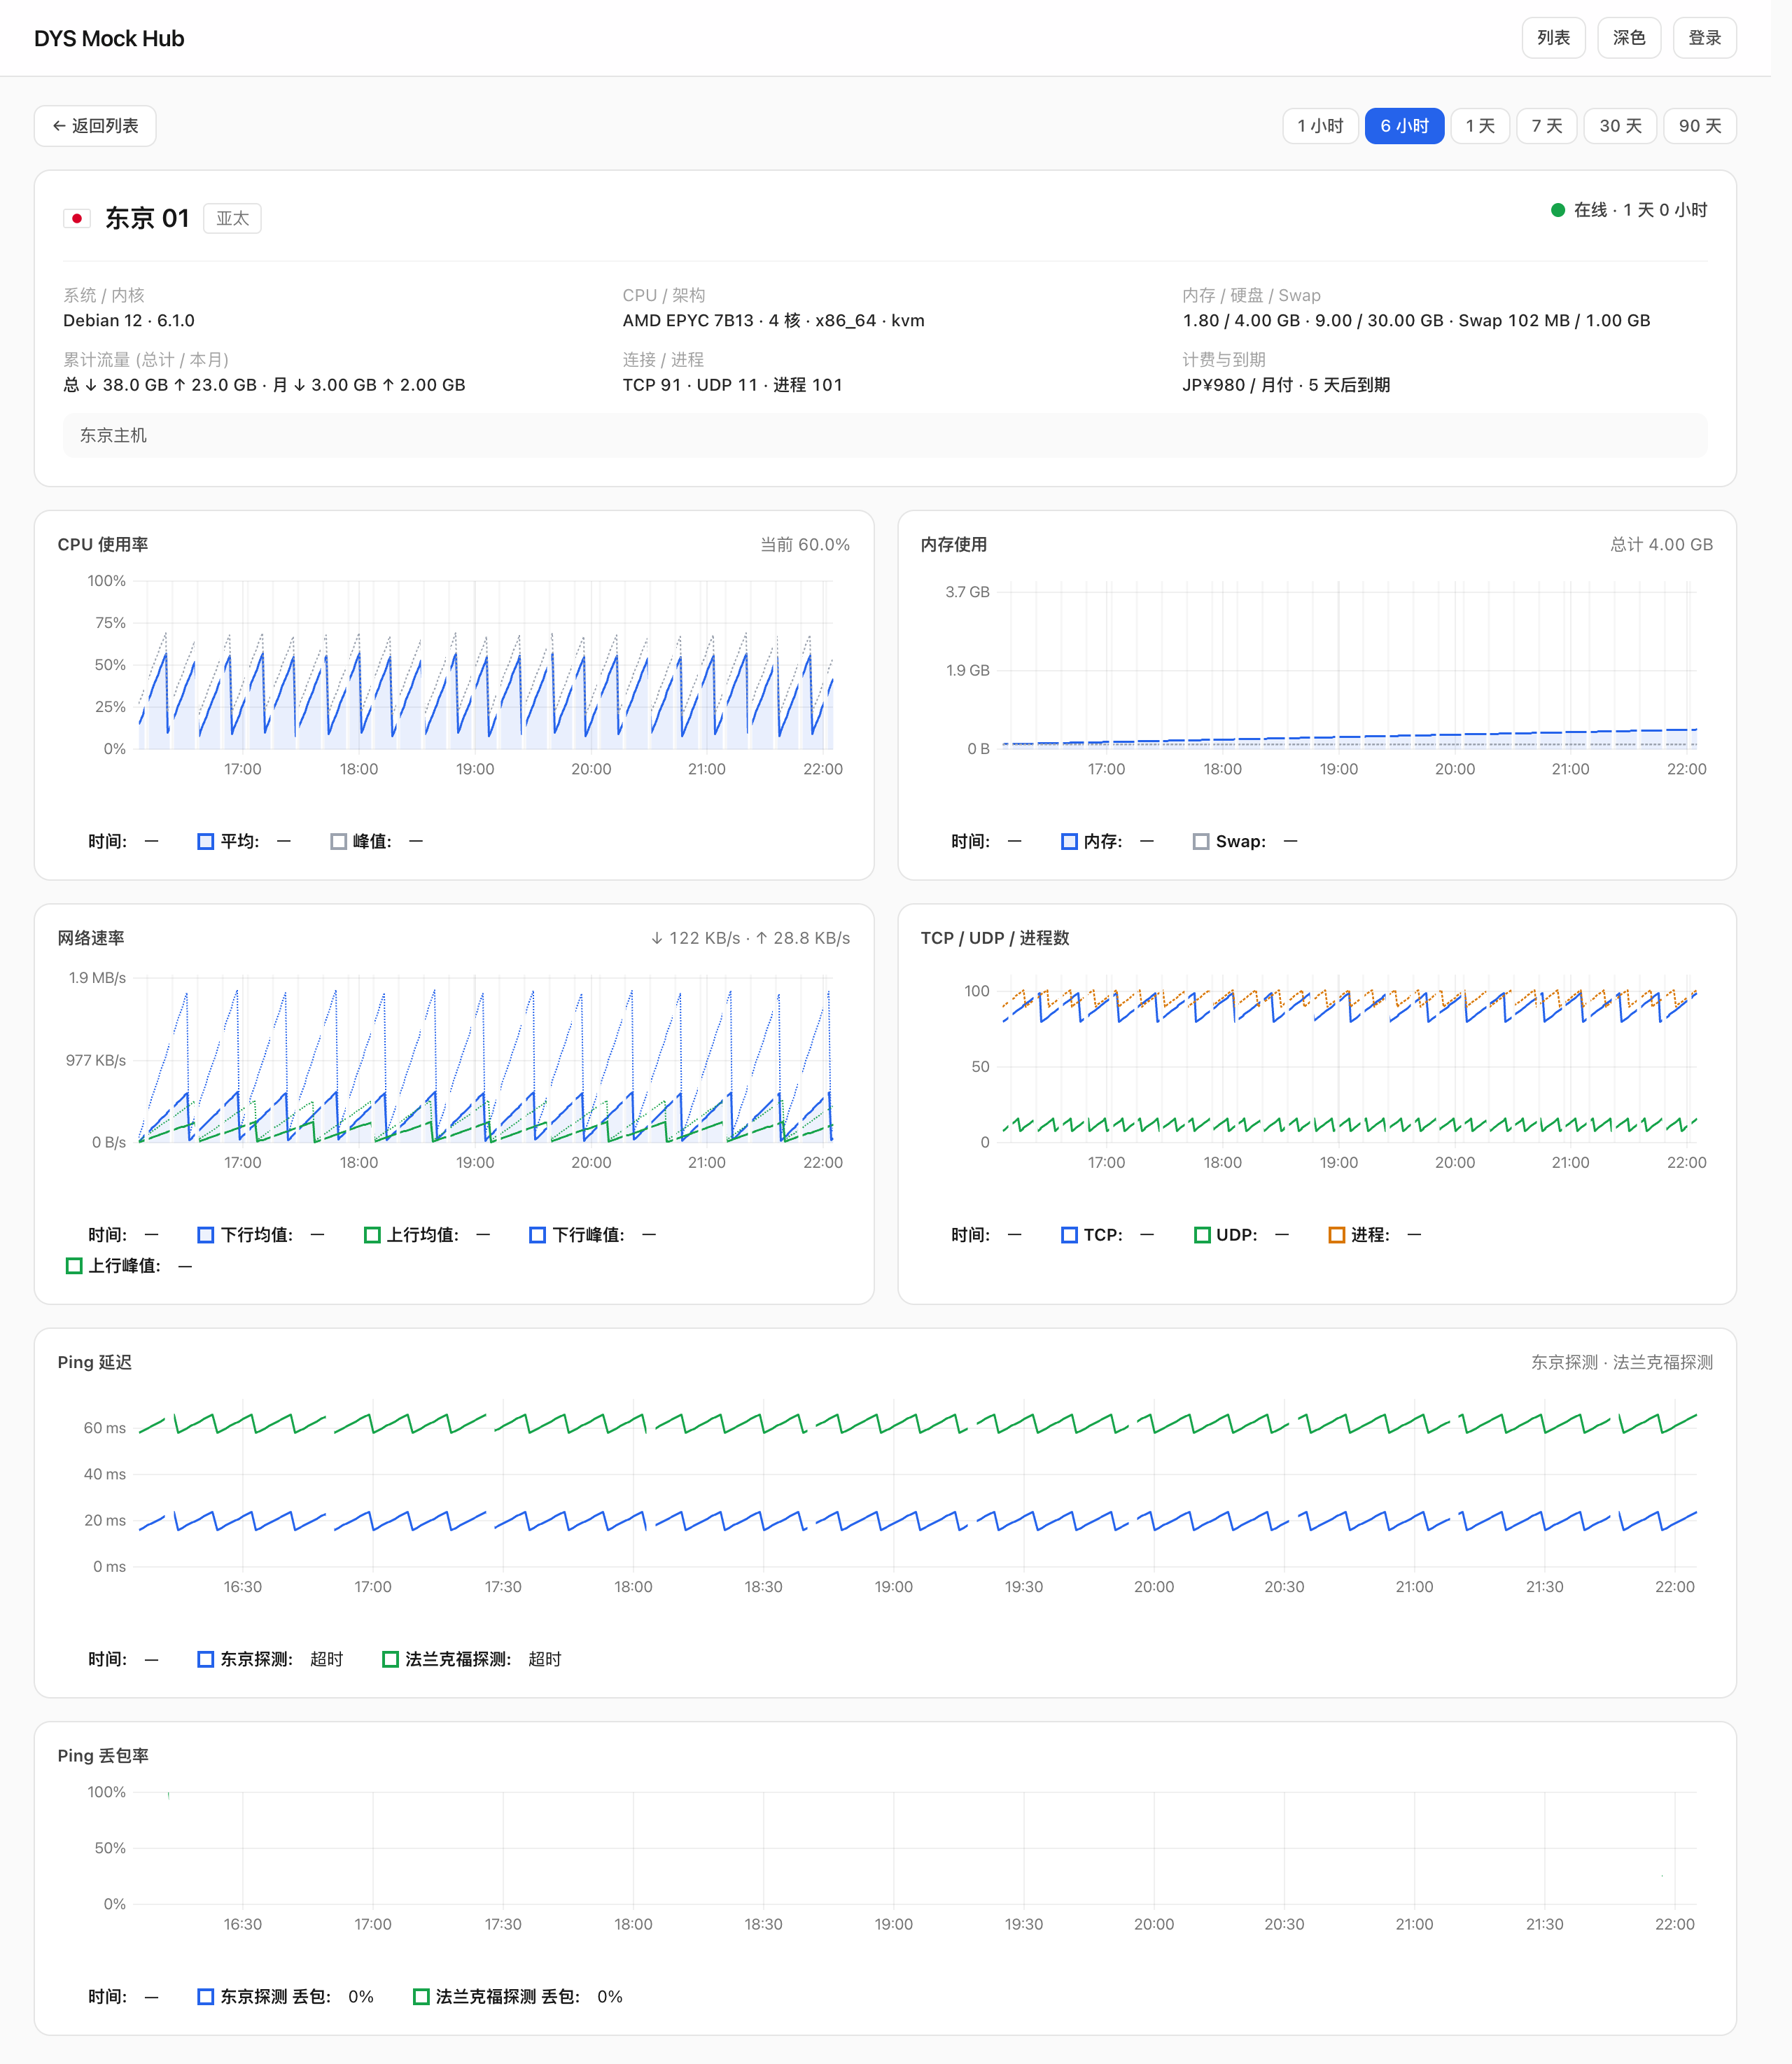 DYS Mock Hub
列表 深色 登录
← 返回列表
1 小时 6 小时 1 天 7 天 30 天 90 天
东京 01 亚太
在线 · 1 天 0 小时
系统 / 内核
Debian 12 · 6.1.0
CPU / 架构
AMD EPYC 7B13 · 4 核 · x86_64 · kvm
内存 / 硬盘 / Swap
1.80 / 4.00 GB · 9.00 / 30.00 GB · Swap 102 MB / 1.00 GB
累计流量 (总计 / 本月)
总 ↓ 38.0 GB ↑ 23.0 GB · 月 ↓ 3.00 GB ↑ 2.00 GB
连接 / 进程
TCP 91 · UDP 11 · 进程 101
计费与到期
JP¥980 / 月付 · 5 天后到期
东京主机
CPU 使用率
当前 60.0%
100%
75%
50%
25%
0%
17:00 18:00 19:00 20:00 21:00 22:00
时间: — 平均: — 峰值: —
内存使用
总计 4.00 GB
3.7 GB
1.9 GB
0 B
17:00 18:00 19:00 20:00 21:00 22:00
时间: — 内存: — Swap: —
网络速率
↓ 122 KB/s · ↑ 28.8 KB/s
1.9 MB/s
977 KB/s
0 B/s
17:00 18:00 19:00 20:00 21:00 22:00
时间: — 下行均值: — 上行均值: — 下行峰值: —
上行峰值: —
TCP / UDP / 进程数
100
50
0
17:00 18:00 19:00 20:00 21:00 22:00
时间: — TCP: — UDP: — 进程: —
Ping 延迟
东京探测 · 法兰克福探测
60 ms
40 ms
20 ms
0 ms
16:30 17:00 17:30 18:00 18:30 19:00 19:30 20:00 20:30 21:00 21:30 22:00
时间: — 东京探测: 超时 法兰克福探测: 超时
Ping 丢包率
100%
50%
0%
16:30 17:00 17:30 18:00 18:30 19:00 19:30 20:00 20:30 21:00 21:30 22:00
时间: — 东京探测 丢包: 0% 法兰克福探测 丢包: 0%